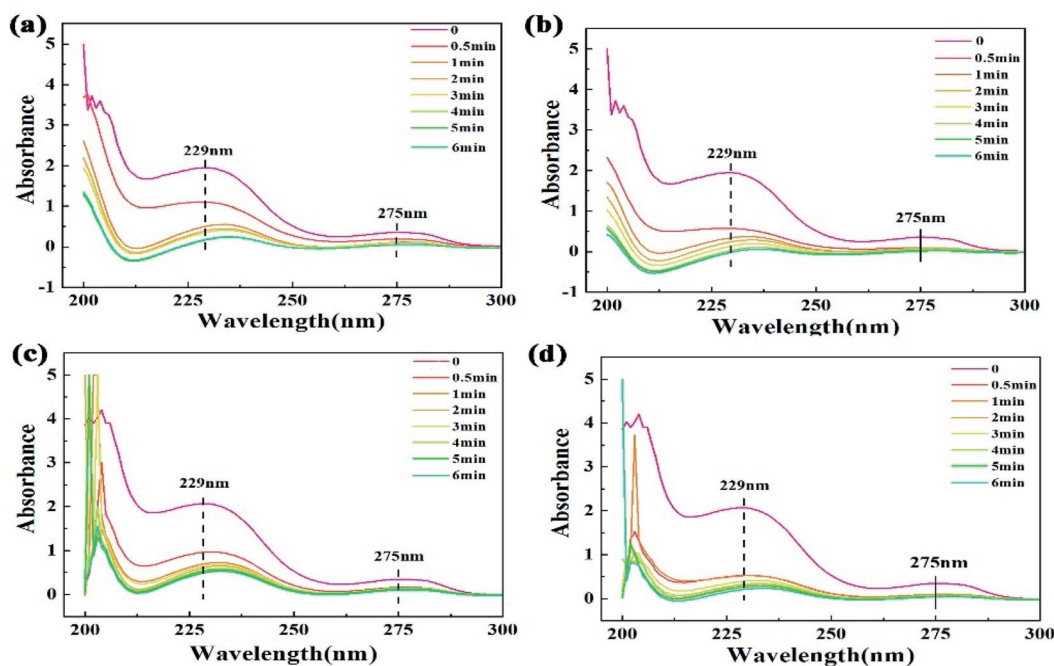 (a)
5
4
3
2
1
0
-1
Absorbance
229nm
275nm
0
0.5min
1min
2min
3min
4min
5min
6min
200 225 250 275 300
Wavelength(nm)
(b)
5
4
3
2
1
0
-1
Absorbance
229nm
275nm
0
0.5min
1min
2min
3min
4min
5min
6min
200 225 250 275 300
Wavelength(nm)
(c)
5
4
3
2
1
0
Absorbance
229nm
275nm
0
0.5min
1min
2min
3min
4min
5min
6min
200 225 250 275 300
Wavelength(nm)
(d)
5
4
3
2
1
0
Absorbance
229nm
275nm
0
0.5min
1min
2min
3min
4min
5min
6min
200 225 250 275 300
Wavelength(nm)